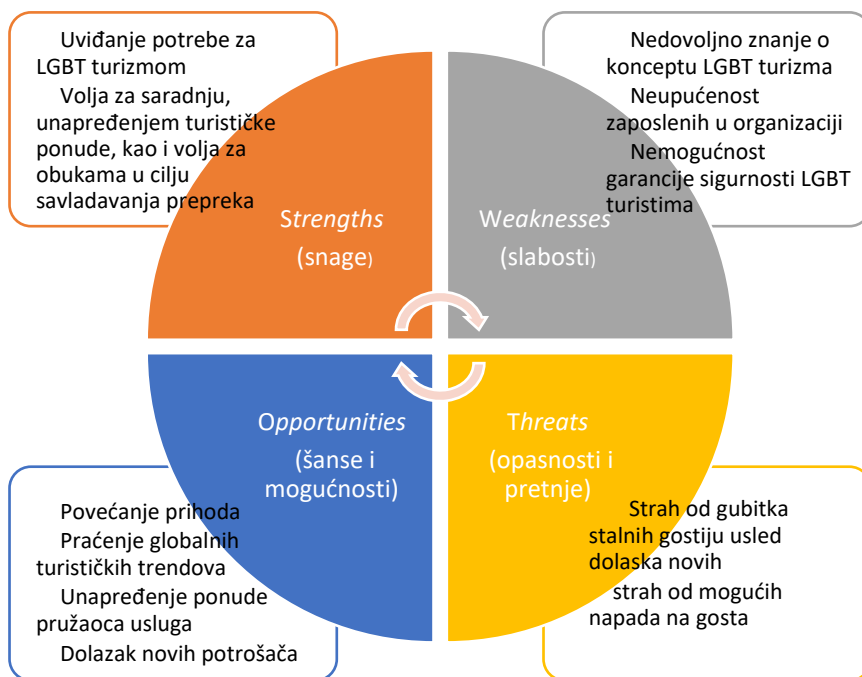 Uviđanje potrebe za
LGBT turizmom
Volja za saradnju,
unapređenjem turističke
ponude, kao i volja za
obukama u cilju
savladavanja prepreka
Nedovoljno znanje o
konceptu LGBT turizma
Neupućenost
zaposlenih u organizaciji
Nemogućnost
garancije sigurnosti LGBT
turistima
Strengths
(snage)
Weaknesses
(slabosti)
Opportunities
(šanse i
mogućnosti)
Threats
(opasnosti i
pretnje)
Povećanje prihoda
Praćenje globalnih
turističkih trendova
Unapređenje ponude
pružaoca usluga
Dolazak novih potrošača
Strah od gubitka
stalnih gostiju usled
dolaska novih
strah od mogućih
napada na gosta